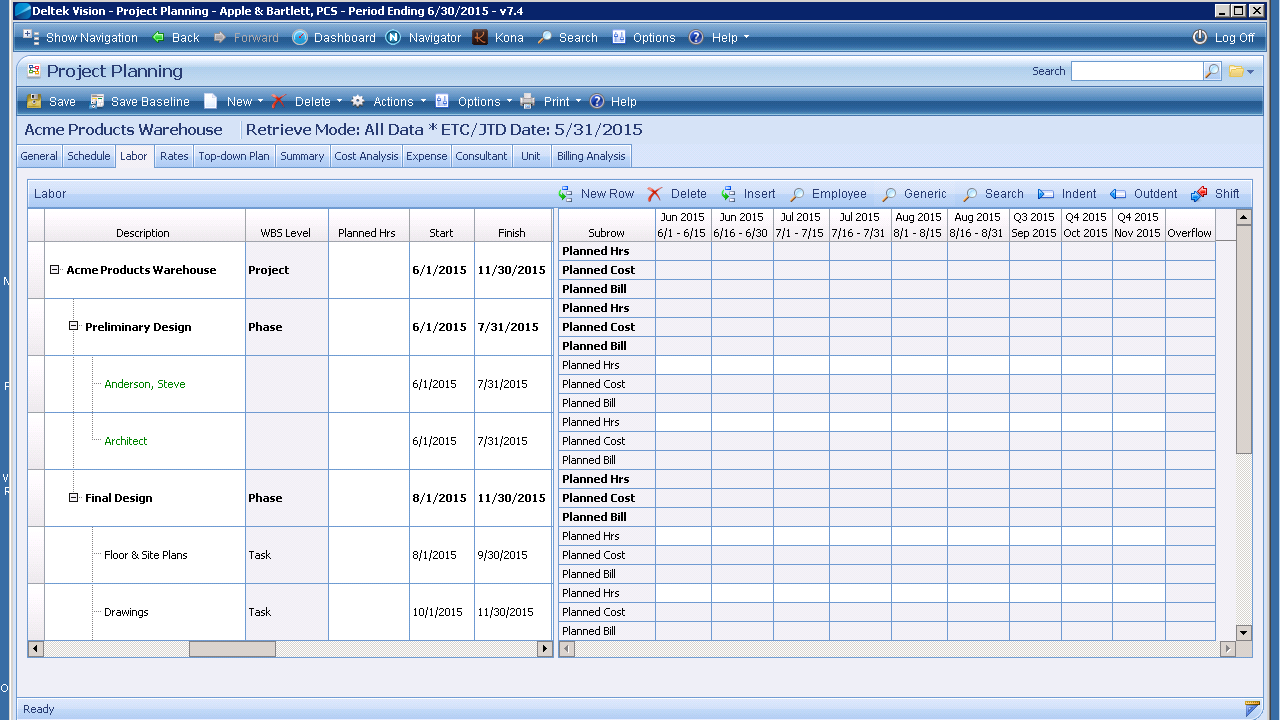 Deltek Vision - Project Planning - Apple & Bartlett, PCS - Period Ending 6/30/2015 - v7.4
Show Navigation Back Forward Dashboard Navigator Kona Search Options Help Log Off
Project Planning Search
Save Save Baseline New Delete Actions Options Print Help
Acme Products Warehouse Retrieve Mode: All Data * ETC/JTD Date: 5/31/2015
General Schedule Labor Rates Top-down Plan Summary Cost Analysis Expense Consultant Unit Billing Analysis
Labor New Row Delete Insert Employee Generic Search Indent Outdent Shift
Jun 2015 Jun 2015 Jul 2015 Jul 2015 Aug 2015 Aug 2015 Q3 2015 Q4 2015 Q4 2015
Description WBS Level Planned Hrs Start Finish Subrow 6/1 - 6/15 6/16 - 6/30 7/1 - 7/15 7/16 - 7/31 8/1 - 8/15 8/16 - 8/31 Sep 2015 Oct 2015 Nov 2015 Overflow
Planned Hrs
Acme Products Warehouse Project 6/1/2015 11/30/2015 Planned Cost
Planned Bill
Planned Hrs
Preliminary Design Phase 6/1/2015 7/31/2015 Planned Cost
Planned Bill
Planned Hrs
Anderson, Steve 6/1/2015 7/31/2015 Planned Cost
Planned Bill
Planned Hrs
Architect 6/1/2015 7/31/2015 Planned Cost
Planned Bill
Planned Hrs
Final Design Phase 8/1/2015 11/30/2015 Planned Cost
Planned Bill
Planned Hrs
Floor & Site Plans Task 8/1/2015 9/30/2015 Planned Cost
Planned Bill
Planned Hrs
Drawings Task 10/1/2015 11/30/2015 Planned Cost
Planned Bill
Ready